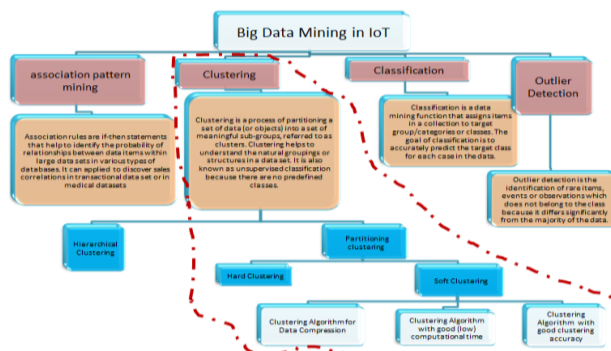 Big Data Mining in IoT
association pattern
mining
Clustering
Classification
Outlier
Detection
Association rules are if-then statements
that help to identify the probability of
relationships between data items within
large data sets in various types of
detebases. It can applied to discover sales
correlations in transactional data set or in
medical datasets
Clustering is a process of partitioning a
set of data (or objects) into a set of
meaningful sub-groups, referred to as
clusters. Clustering helps to
understand the natural groupings or
structures in a data set. It is also
known as unsupervised classification
because there are no predefined
classes.
Classification is a data
mining function that assigns items
in a collection to target
group/categories or classes. The
goal of classification is to
accurately predict the target class
for each case in the data.
Outlier detection is the
identification of rare items,
events or observations which
does not belong to the class
because it differs significantly
from the majority of the data.
Hierarchical
Clustering
Partitioning
clustering
Hard Clustering
Soft Clustering
Clustering Algorithm for
Data Compression
Clustering Algorithm
with good (low)
computational time
Clustering
Algorithm with
good clustering
accuracy